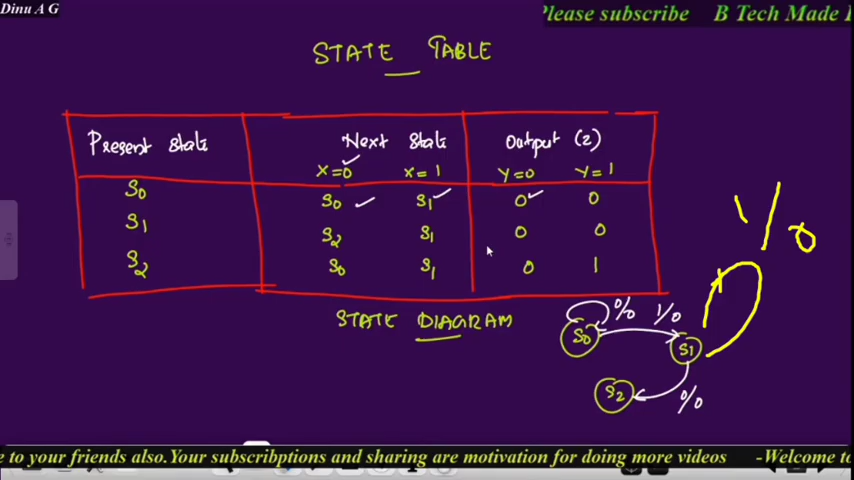 Dinu A G
Please subscribe B Tech Made
STATE TABLE
Present State Next State Output (Z)
X=0 X=1 Y=0 Y=1
S0 S0 S1 0 0
S1 S2 S1 0 0
S2 S0 S1 0 1
1/0
STATE DIAGRAM
0/0 1/0
S0 S1
S2 0/0
e to your friends also.Your subscribptions and sharing are motivation for doing more videos -Welcome to